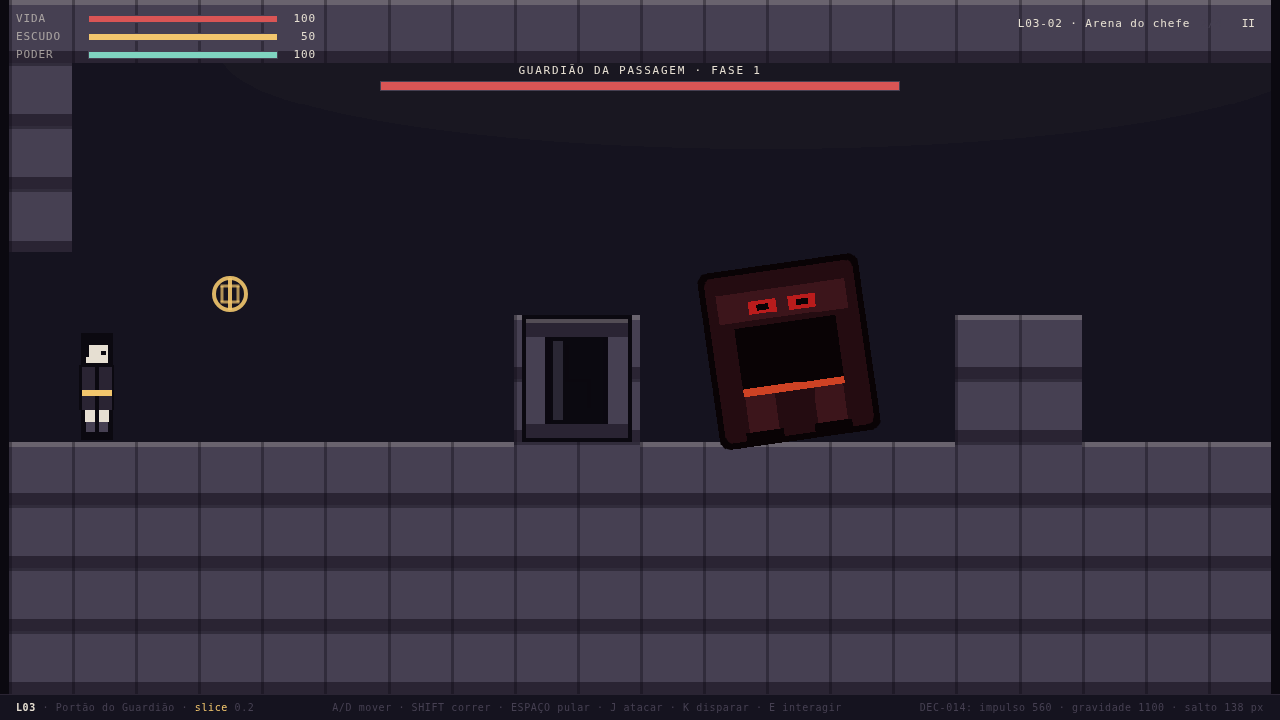 VIDA 100
ESCUDO 50
PODER 100
L03-02 · Arena do chefe II
GUARDIÃO DA PASSAGEM · FASE 1
L03 · Portão do Guardião · slice 0.2
A/D mover · SHIFT correr · ESPAÇO pular · J atacar · K disparar · E interagir
DEC-014: impulso 560 · gravidade 1100 · salto 138 px